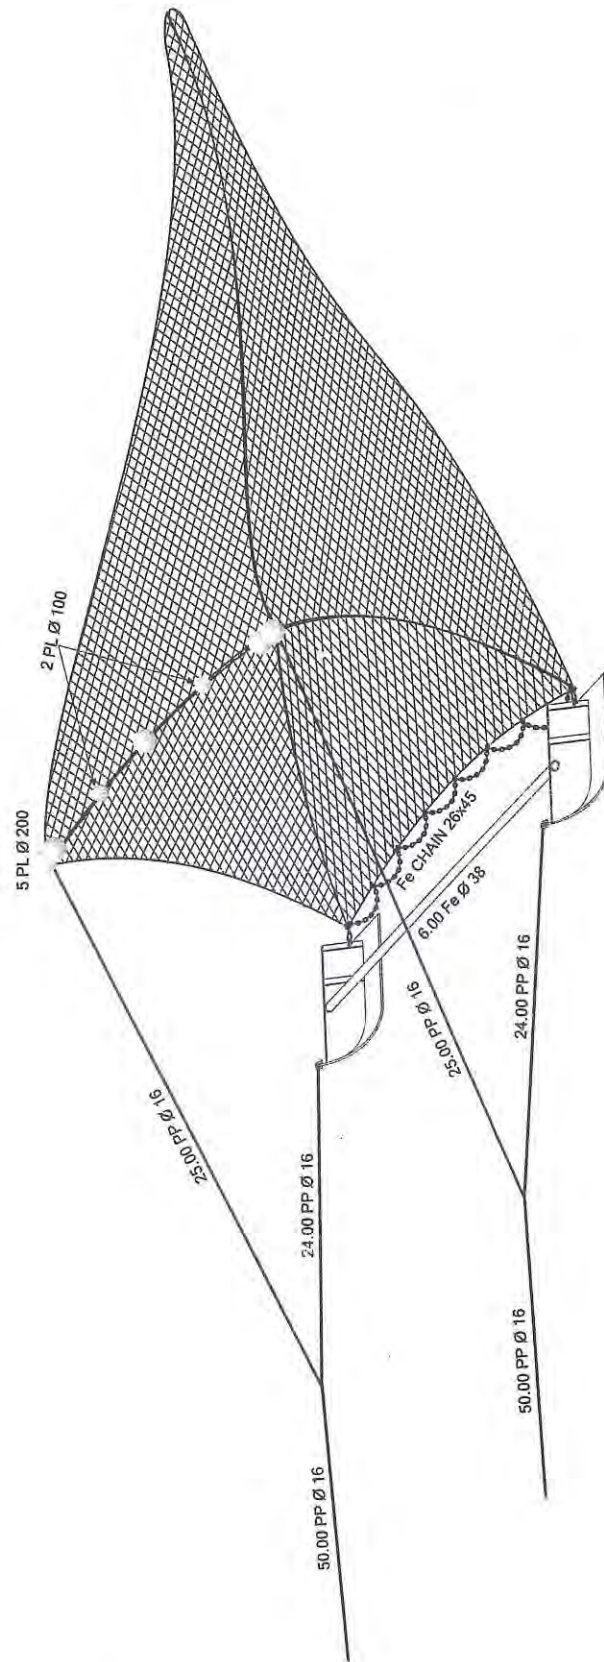 5 PL Ø 200
2 PL Ø 100
25.00 PP Ø 16
24.00 PP Ø 16
50.00 PP Ø 16
Fe CHAIN 26x45
6.00 Fe Ø 38
25.00 PP Ø 16
24.00 PP Ø 16
50.00 PP Ø 16